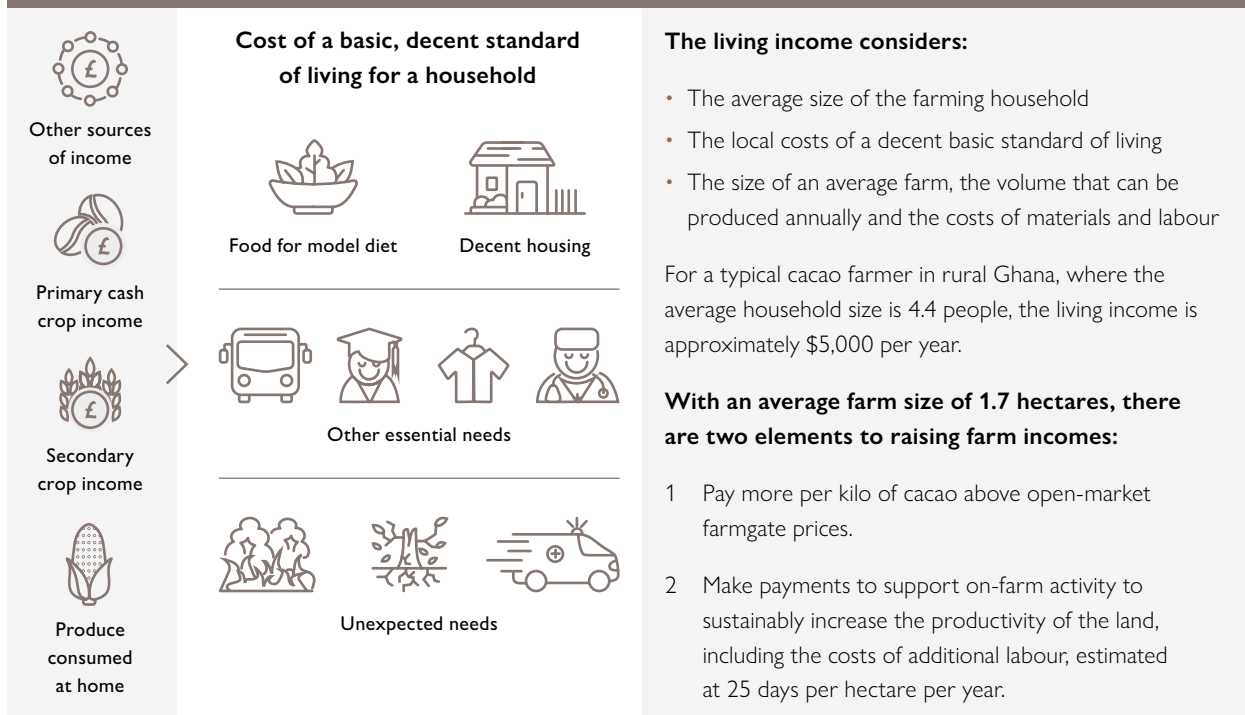 £
Other sources
of income
£
Primary cash
crop income
£
Secondary
crop income
Produce
consumed
at home
Cost of a basic, decent standard
of living for a household
Food for model diet
Decent housing
Other essential needs
Unexpected needs
The living income considers:
• The average size of the farming household
• The local costs of a decent basic standard of living
• The size of an average farm, the volume that can be
produced annually and the costs of materials and labour
For a typical cacao farmer in rural Ghana, where the
average household size is 4.4 people, the living income is
approximately $5,000 per year.
With an average farm size of 1.7 hectares, there
are two elements to raising farm incomes:
1 Pay more per kilo of cacao above open-market
farmgate prices.
2 Make payments to support on-farm activity to
sustainably increase the productivity of the land,
including the costs of additional labour, estimated
at 25 days per hectare per year.